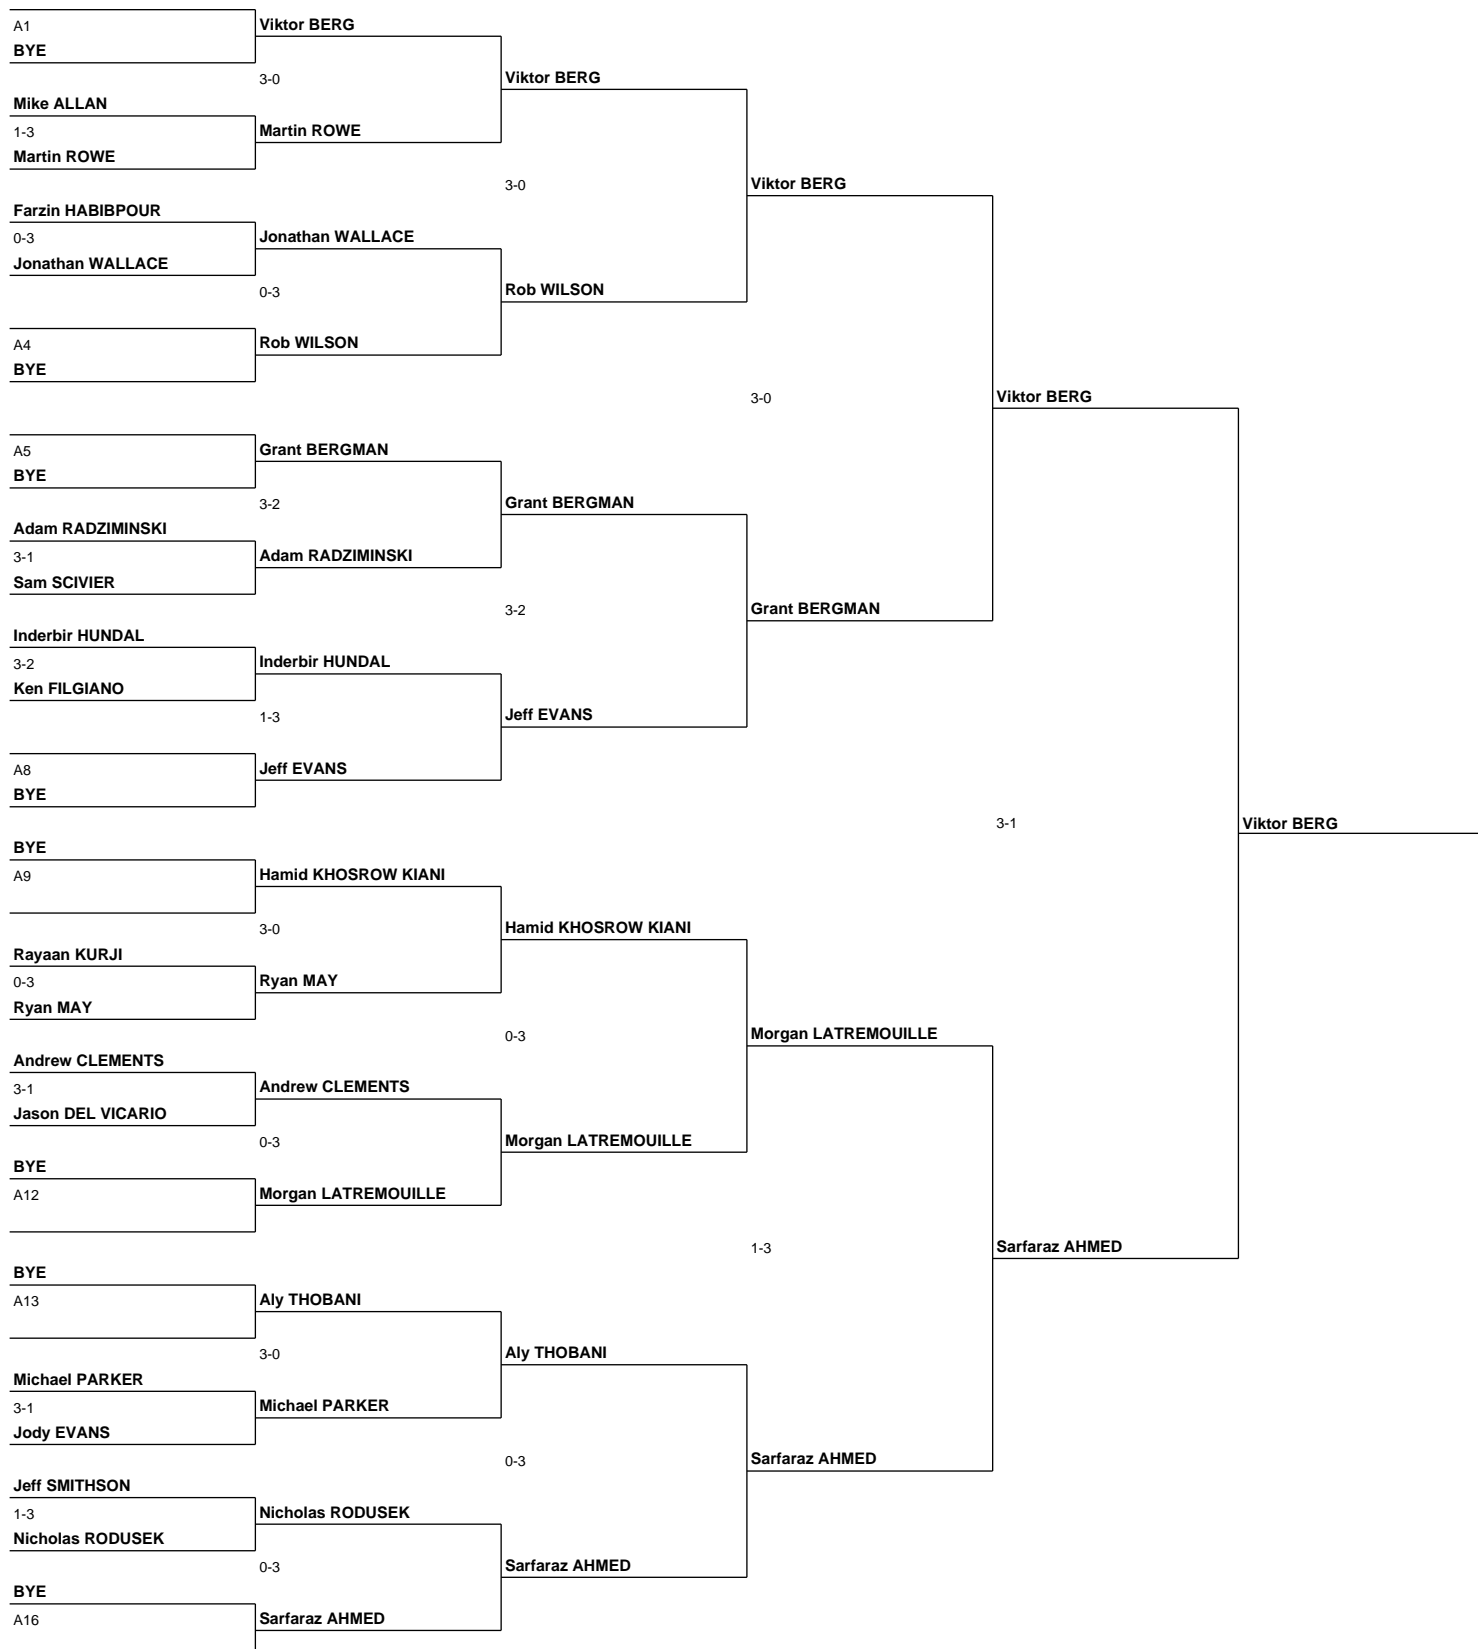 A1
BYE
Viktor BERG
3-0
Mike ALLAN
1-3
Martin ROWE
Martin ROWE
Viktor BERG
3-0
Farzin HABIBPOUR
0-3
Jonathan WALLACE
Jonathan WALLACE
0-3
A4
BYE
Rob WILSON
Rob WILSON
Viktor BERG
3-0
A5
BYE
Grant BERGMAN
3-2
Adam RADZIMINSKI
3-1
Sam SCIVIER
Adam RADZIMINSKI
Grant BERGMAN
3-2
Inderbir HUNDAL
3-2
Ken FILGIANO
Inderbir HUNDAL
1-3
A8
BYE
Jeff EVANS
Jeff EVANS
Grant BERGMAN
Viktor BERG
3-1
Viktor BERG
BYE
A9
Hamid KHOSROW KIANI
3-0
Rayaan KURJI
0-3
Ryan MAY
Ryan MAY
Hamid KHOSROW KIANI
0-3
Andrew CLEMENTS
3-1
Jason DEL VICARIO
Andrew CLEMENTS
0-3
BYE
A12
Morgan LATREMOUILLE
Morgan LATREMOUILLE
Morgan LATREMOUILLE
1-3
Sarfaraz AHMED
BYE
A13
Aly THOBANI
3-0
Michael PARKER
3-1
Jody EVANS
Michael PARKER
Aly THOBANI
0-3
Sarfaraz AHMED
Jeff SMITHSON
1-3
Nicholas RODUSEK
Nicholas RODUSEK
0-3
Sarfaraz AHMED
BYE
A16
Sarfaraz AHMED